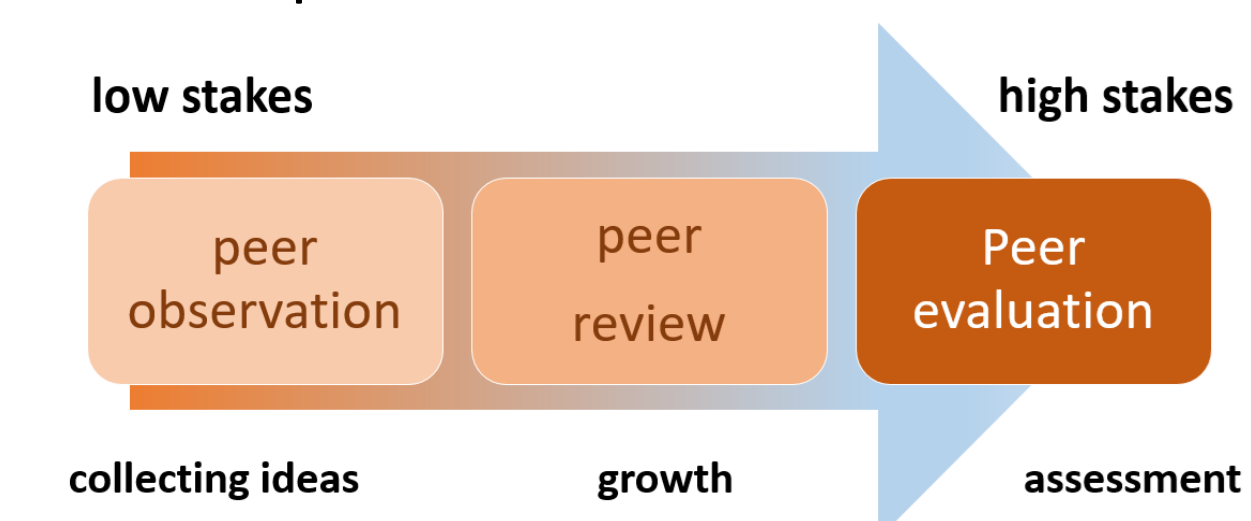 low stakes
high stakes
peer
observation
peer
review
Peer
evaluation
collecting ideas
growth
assessment